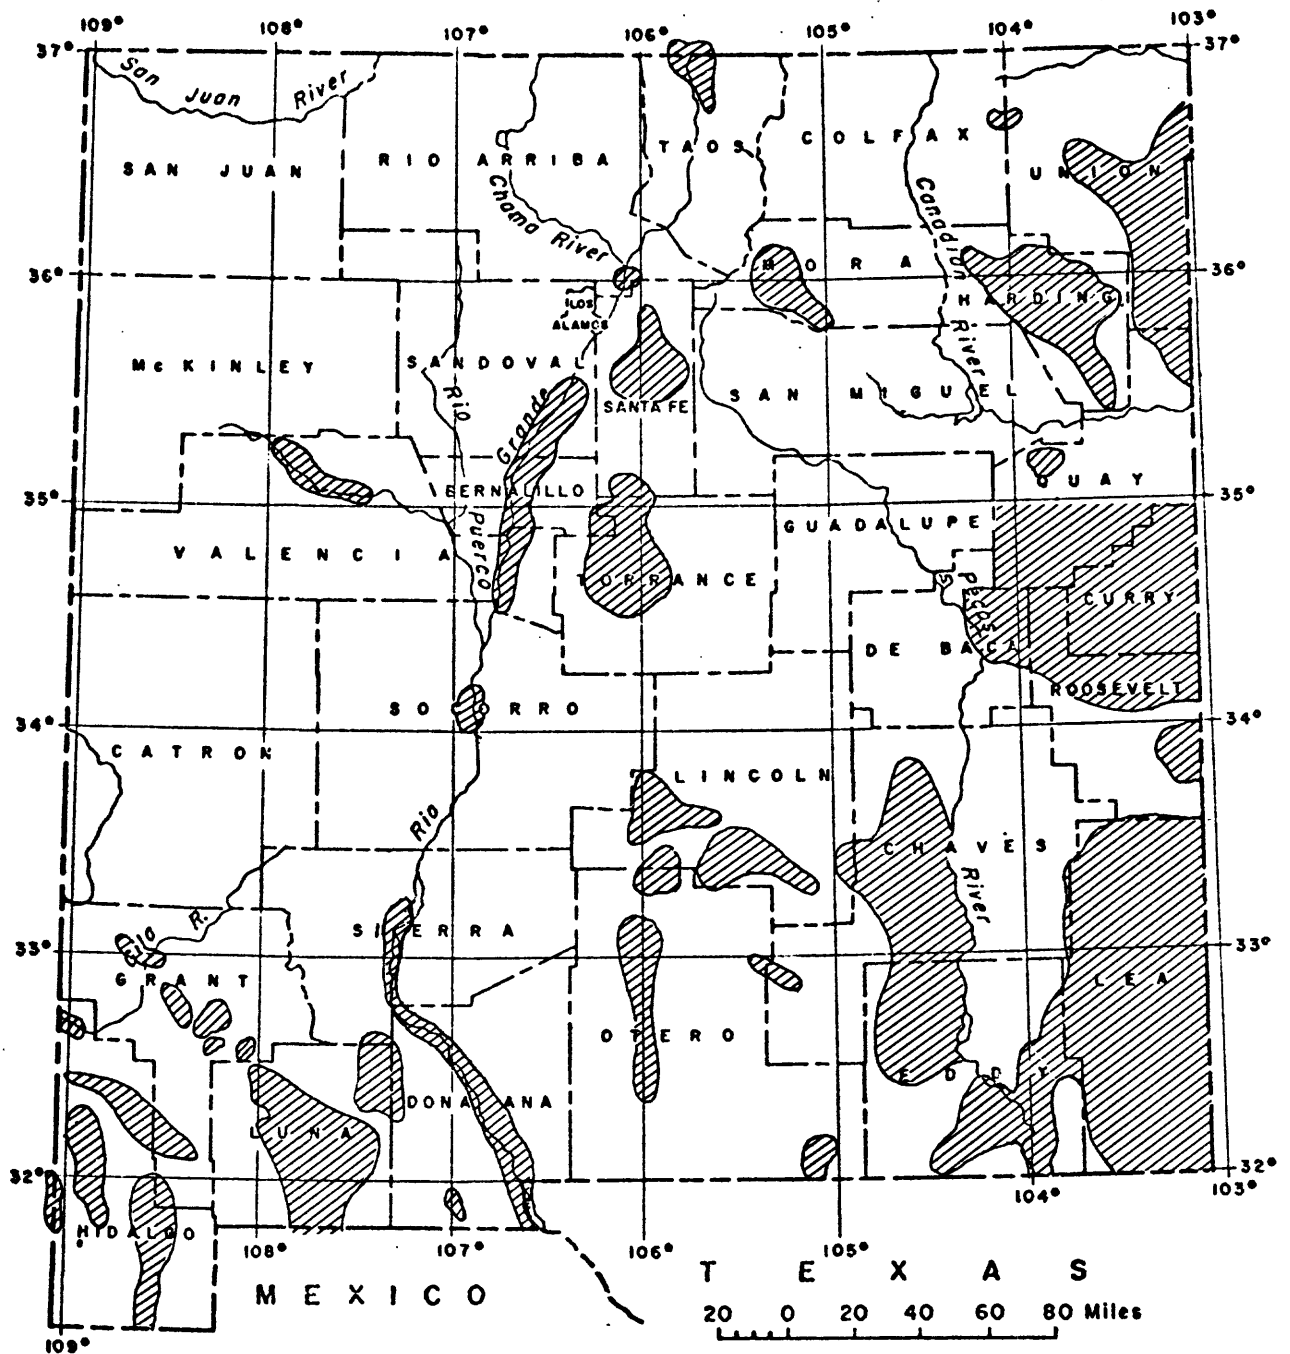 109° 108° 107° 106° 105° 104° 103°
37° 37°
San Juan River
SAN JUAN
RIO ARRIBA
TAOS
COLFAX
UNION
Chama River
Canadian River
36° 36°
MORA
HARDING
LOS
ALAMOS
McKINLEY
SANDOVAL
Rio
Grande
SANTA FE
SAN MIGUEL
BERNALILLO
QUAY
35° 35°
Puerco
GUADALUPE
VALENCIA
TORRANCE
Pecos
CURRY
DE BACA
ROOSEVELT
SOCORRO
34° 34°
CATRON
LINCOLN
Rio
CHAVES
River
Gila R.
SIERRA
33° 33°
GRANT
LEA
OTERO
EDDY
DONA ANA
LUNA
32° 32°
104° 103°
HIDALGO
108° 107° 106° 105°
MEXICO
TEXAS
20 0 20 40 60 80 Miles
109°